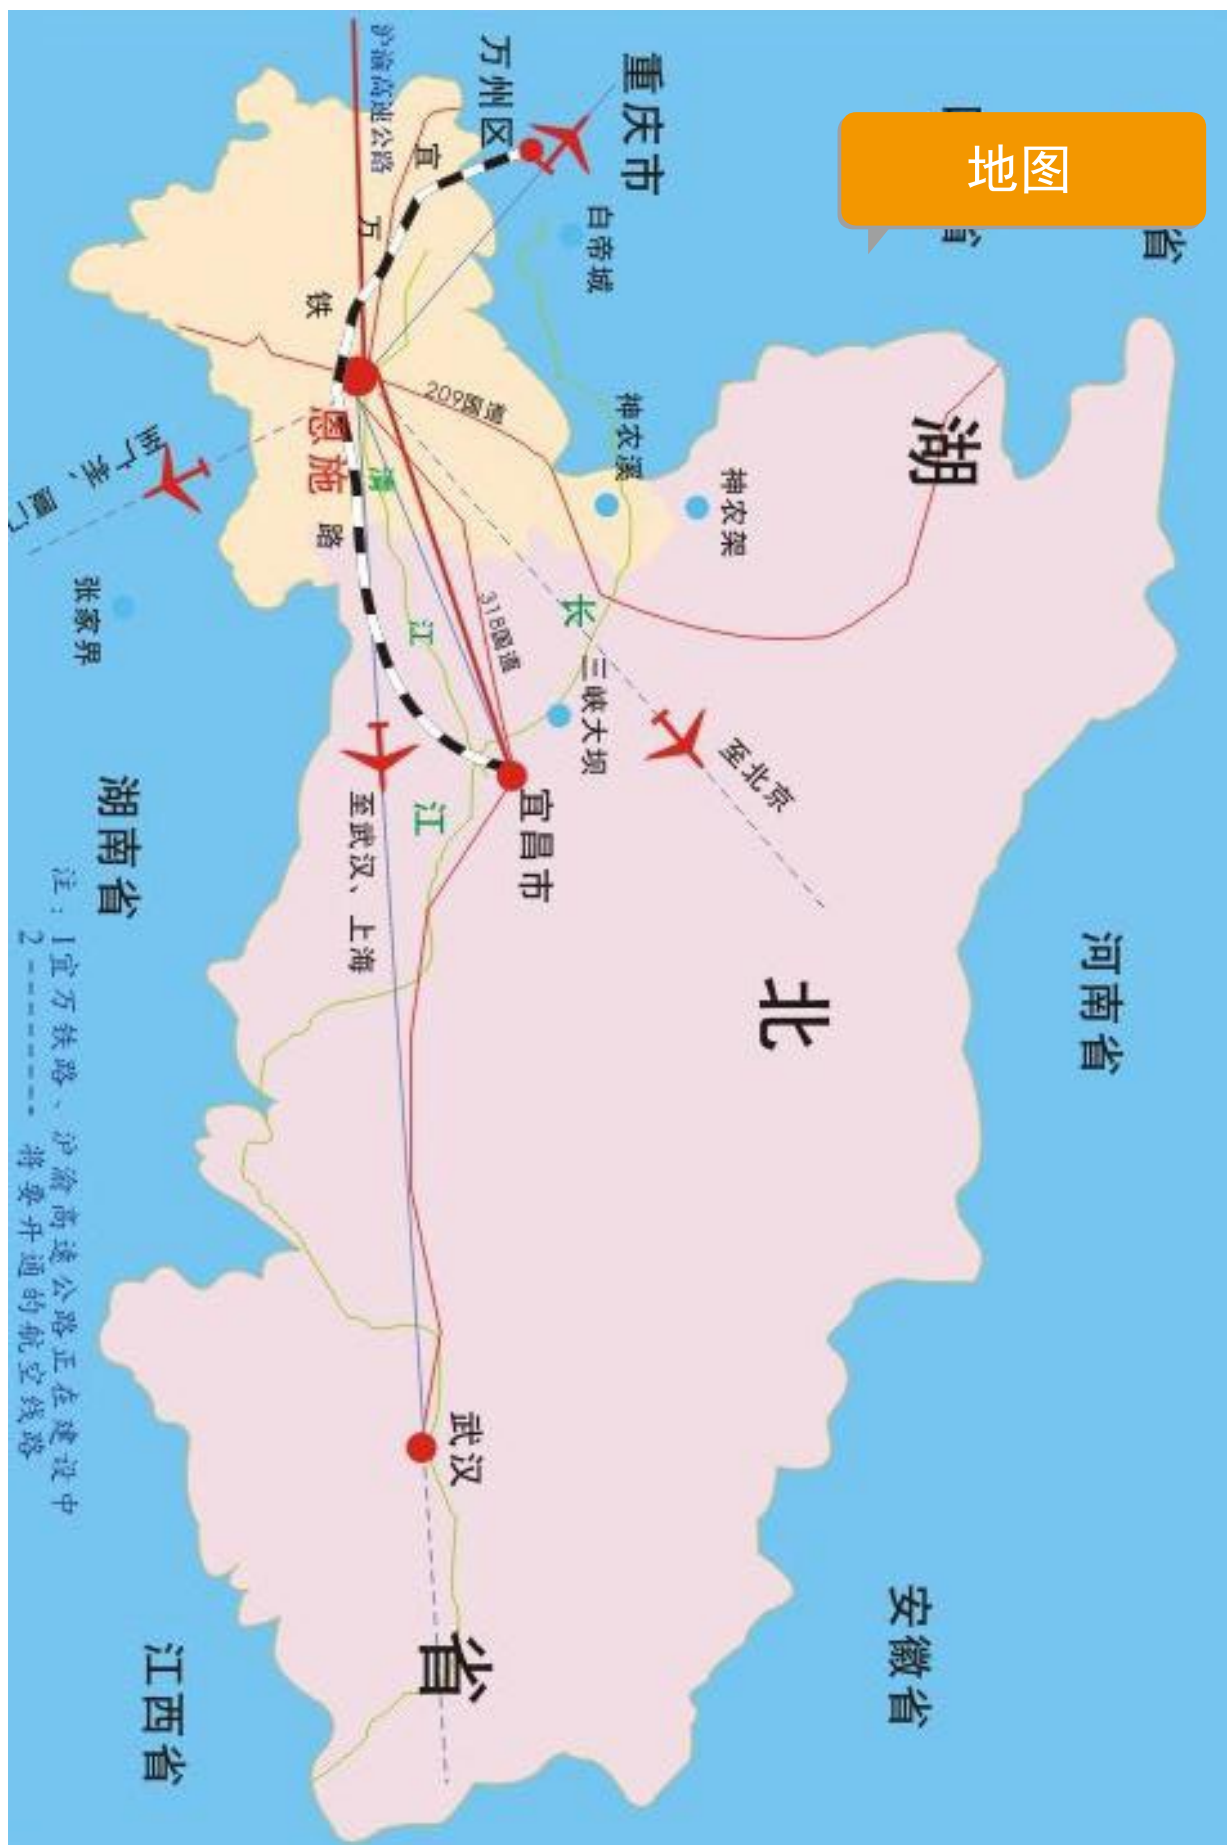 地图
省
省
重庆市
万州区
沪渝高速公路
宜
万
铁
路
白帝城
209国道
神农溪
神农架
恩施
清
江
318国道
长
江
三峡大坝
至北京
至武汉、上海
宜昌市
张家界
湖南省
湖
北
省
河南省
武汉
安徽省
江西省
注：1宜万铁路、沪渝高速公路正在建设中
2-------- 将要开通的航空线路